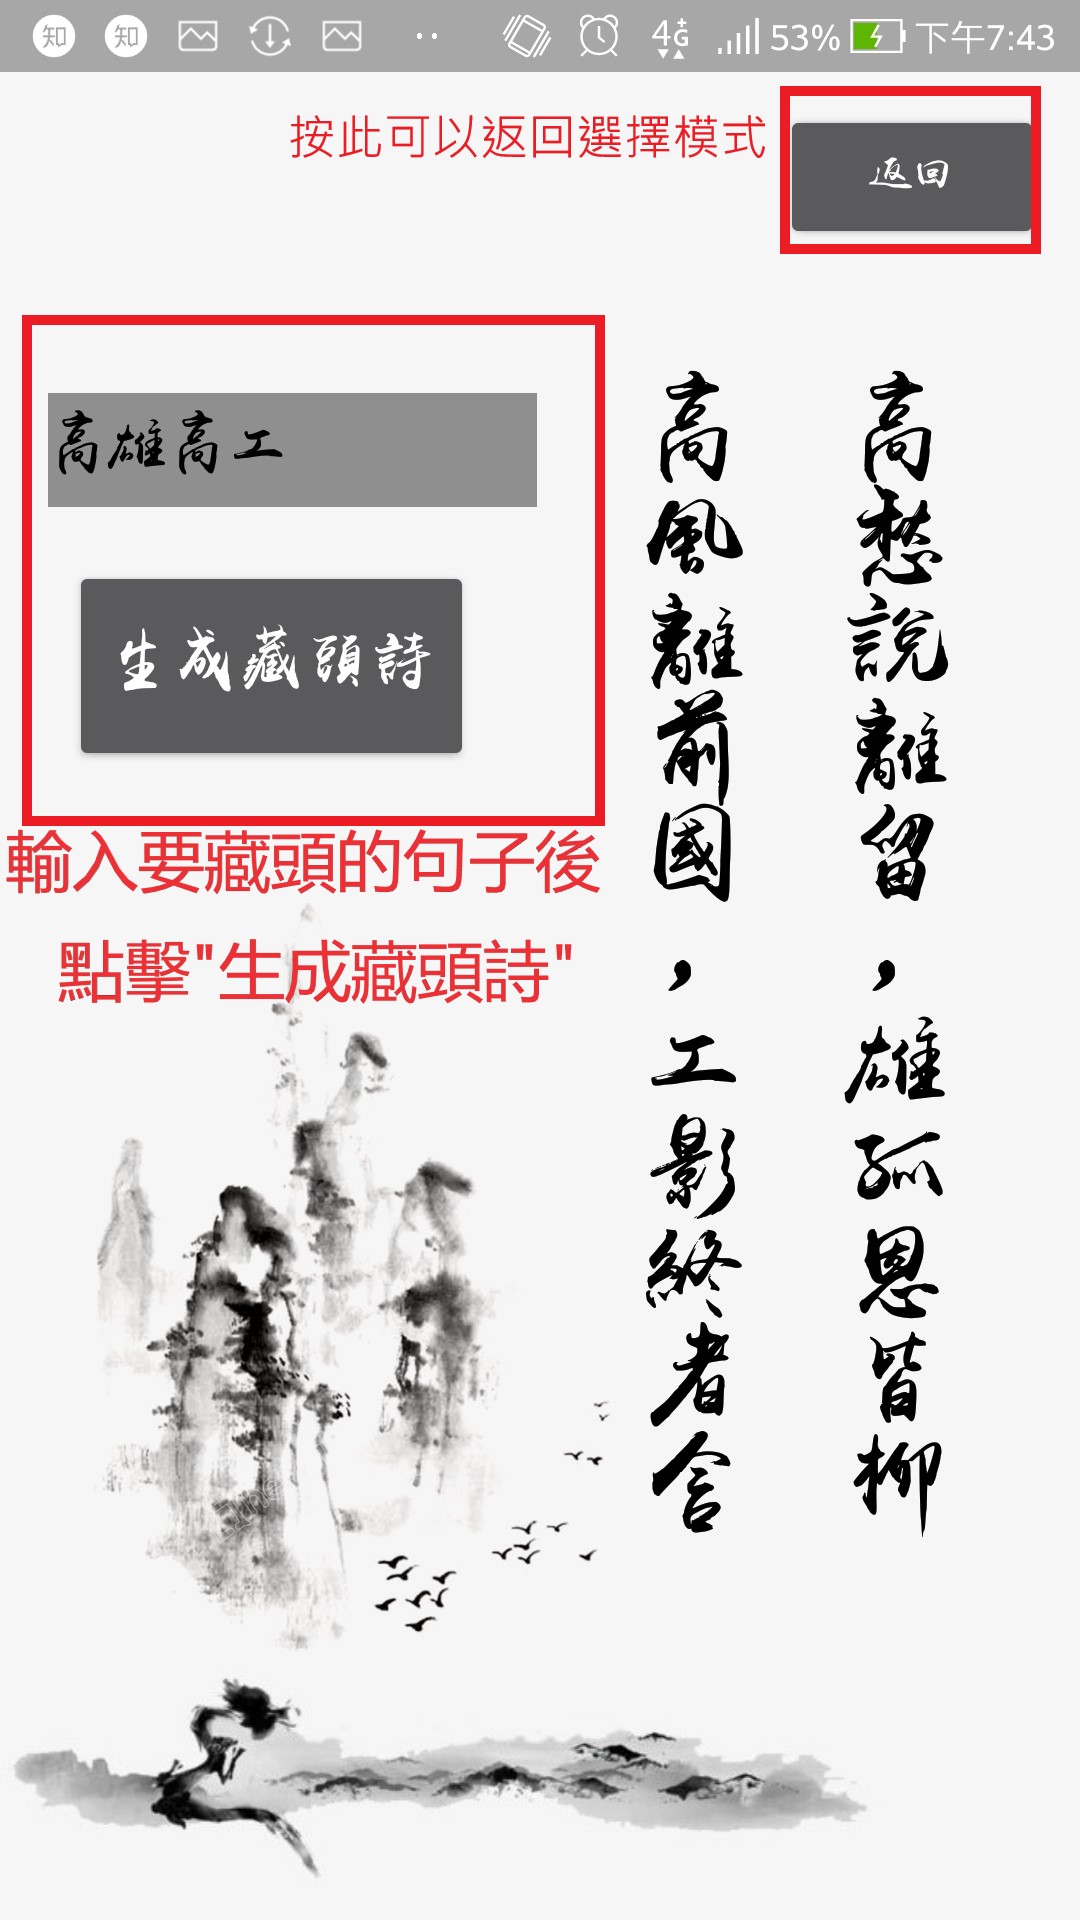 知 知 4G 53% 下午7:43
按此可以返回選擇模式
返回
高雄高工
生成藏頭詩
輸入要藏頭的句子後
點擊"生成藏頭詩"
高愁說離留，雄孤恩皆柳
高風離前國，工影終者含